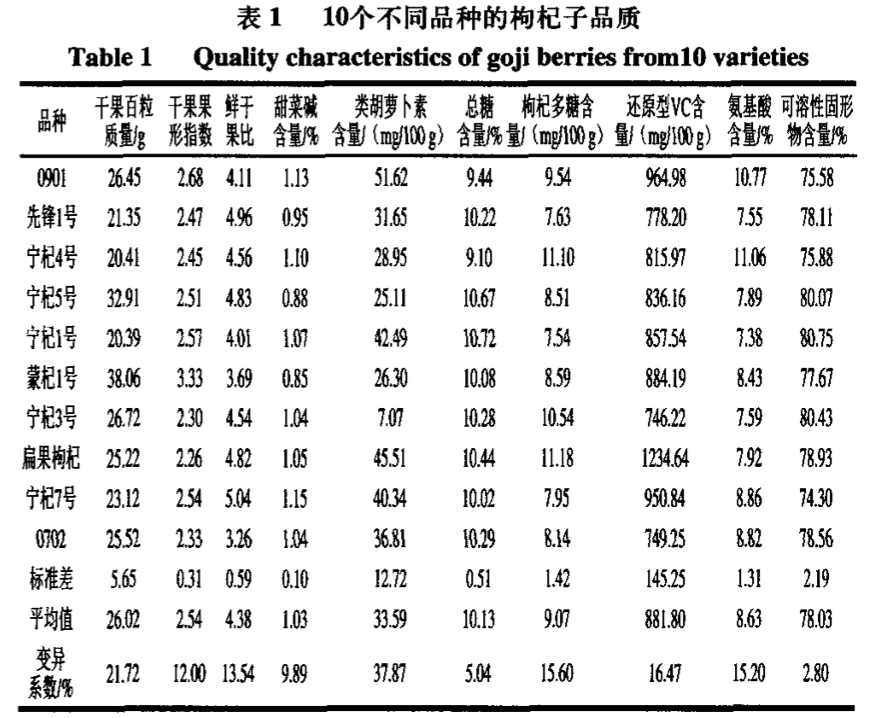 表 1 10个不同品种的枸杞子品质
Table 1 Quality characteristics of goji berries from10 varieties
品种 干果百粒质量/g 干果果形指数 鲜干果比 甜菜碱含量/% 类胡萝卜素含量/（mg/100 g） 总糖含量/% 枸杞多糖含量/（mg/100 g） 还原型VC含量/（mg/100 g） 氨基酸含量/% 可溶性固形物含量/%
0901 26.45 2.68 4.11 1.13 51.62 9.44 9.54 964.98 10.77 75.58
先锋1号 21.35 2.47 4.96 0.95 31.65 10.22 7.63 778.20 7.55 78.11
宁杞4号 20.41 2.45 4.56 1.10 28.95 9.10 11.10 815.97 11.06 75.88
宁杞5号 32.91 2.51 4.83 0.88 25.11 10.67 8.51 836.16 7.89 80.07
宁杞1号 20.39 2.57 4.01 1.07 42.49 10.72 7.54 857.54 7.38 80.75
蒙杞1号 38.06 3.33 3.69 0.85 26.30 10.08 8.59 884.19 8.43 77.67
宁杞3号 26.72 2.30 4.54 1.04 7.07 10.28 10.54 746.22 7.59 80.43
扁果枸杞 25.22 2.26 4.82 1.05 45.51 10.44 11.18 1234.64 7.92 78.93
宁杞7号 23.12 2.54 5.04 1.15 40.34 10.02 7.95 950.84 8.86 74.30
0702 25.52 2.33 3.26 1.04 36.81 10.29 8.14 749.25 8.82 78.56
标准差 5.65 0.31 0.59 0.10 12.72 0.51 1.42 145.25 1.31 2.19
平均值 26.02 2.54 4.38 1.03 33.59 10.13 9.07 881.80 8.63 78.03
变异系数/% 21.72 12.00 13.54 9.89 37.87 5.04 15.60 16.47 15.20 2.80